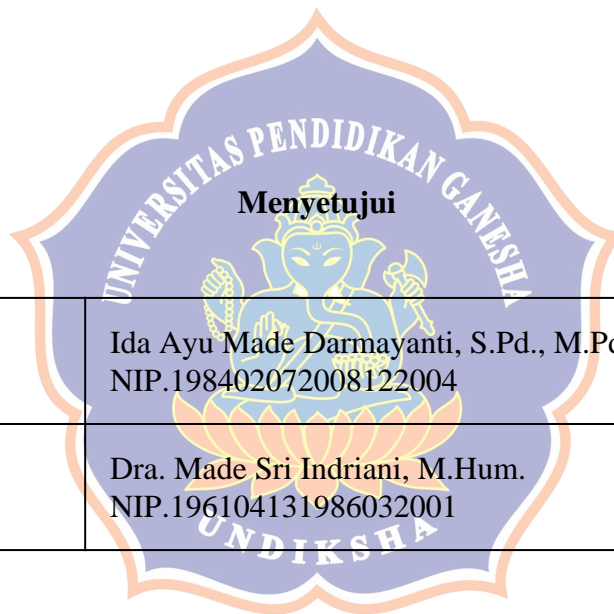 UNIVERSITAS PENDIDIKAN GANESHA
Menyetujui
Ida Ayu Made Darmayanti, S.Pd., M.Pd
NIP.198402072008122004
Dra. Made Sri Indriani, M.Hum.
NIP.196104131986032001
UNDIKSHA